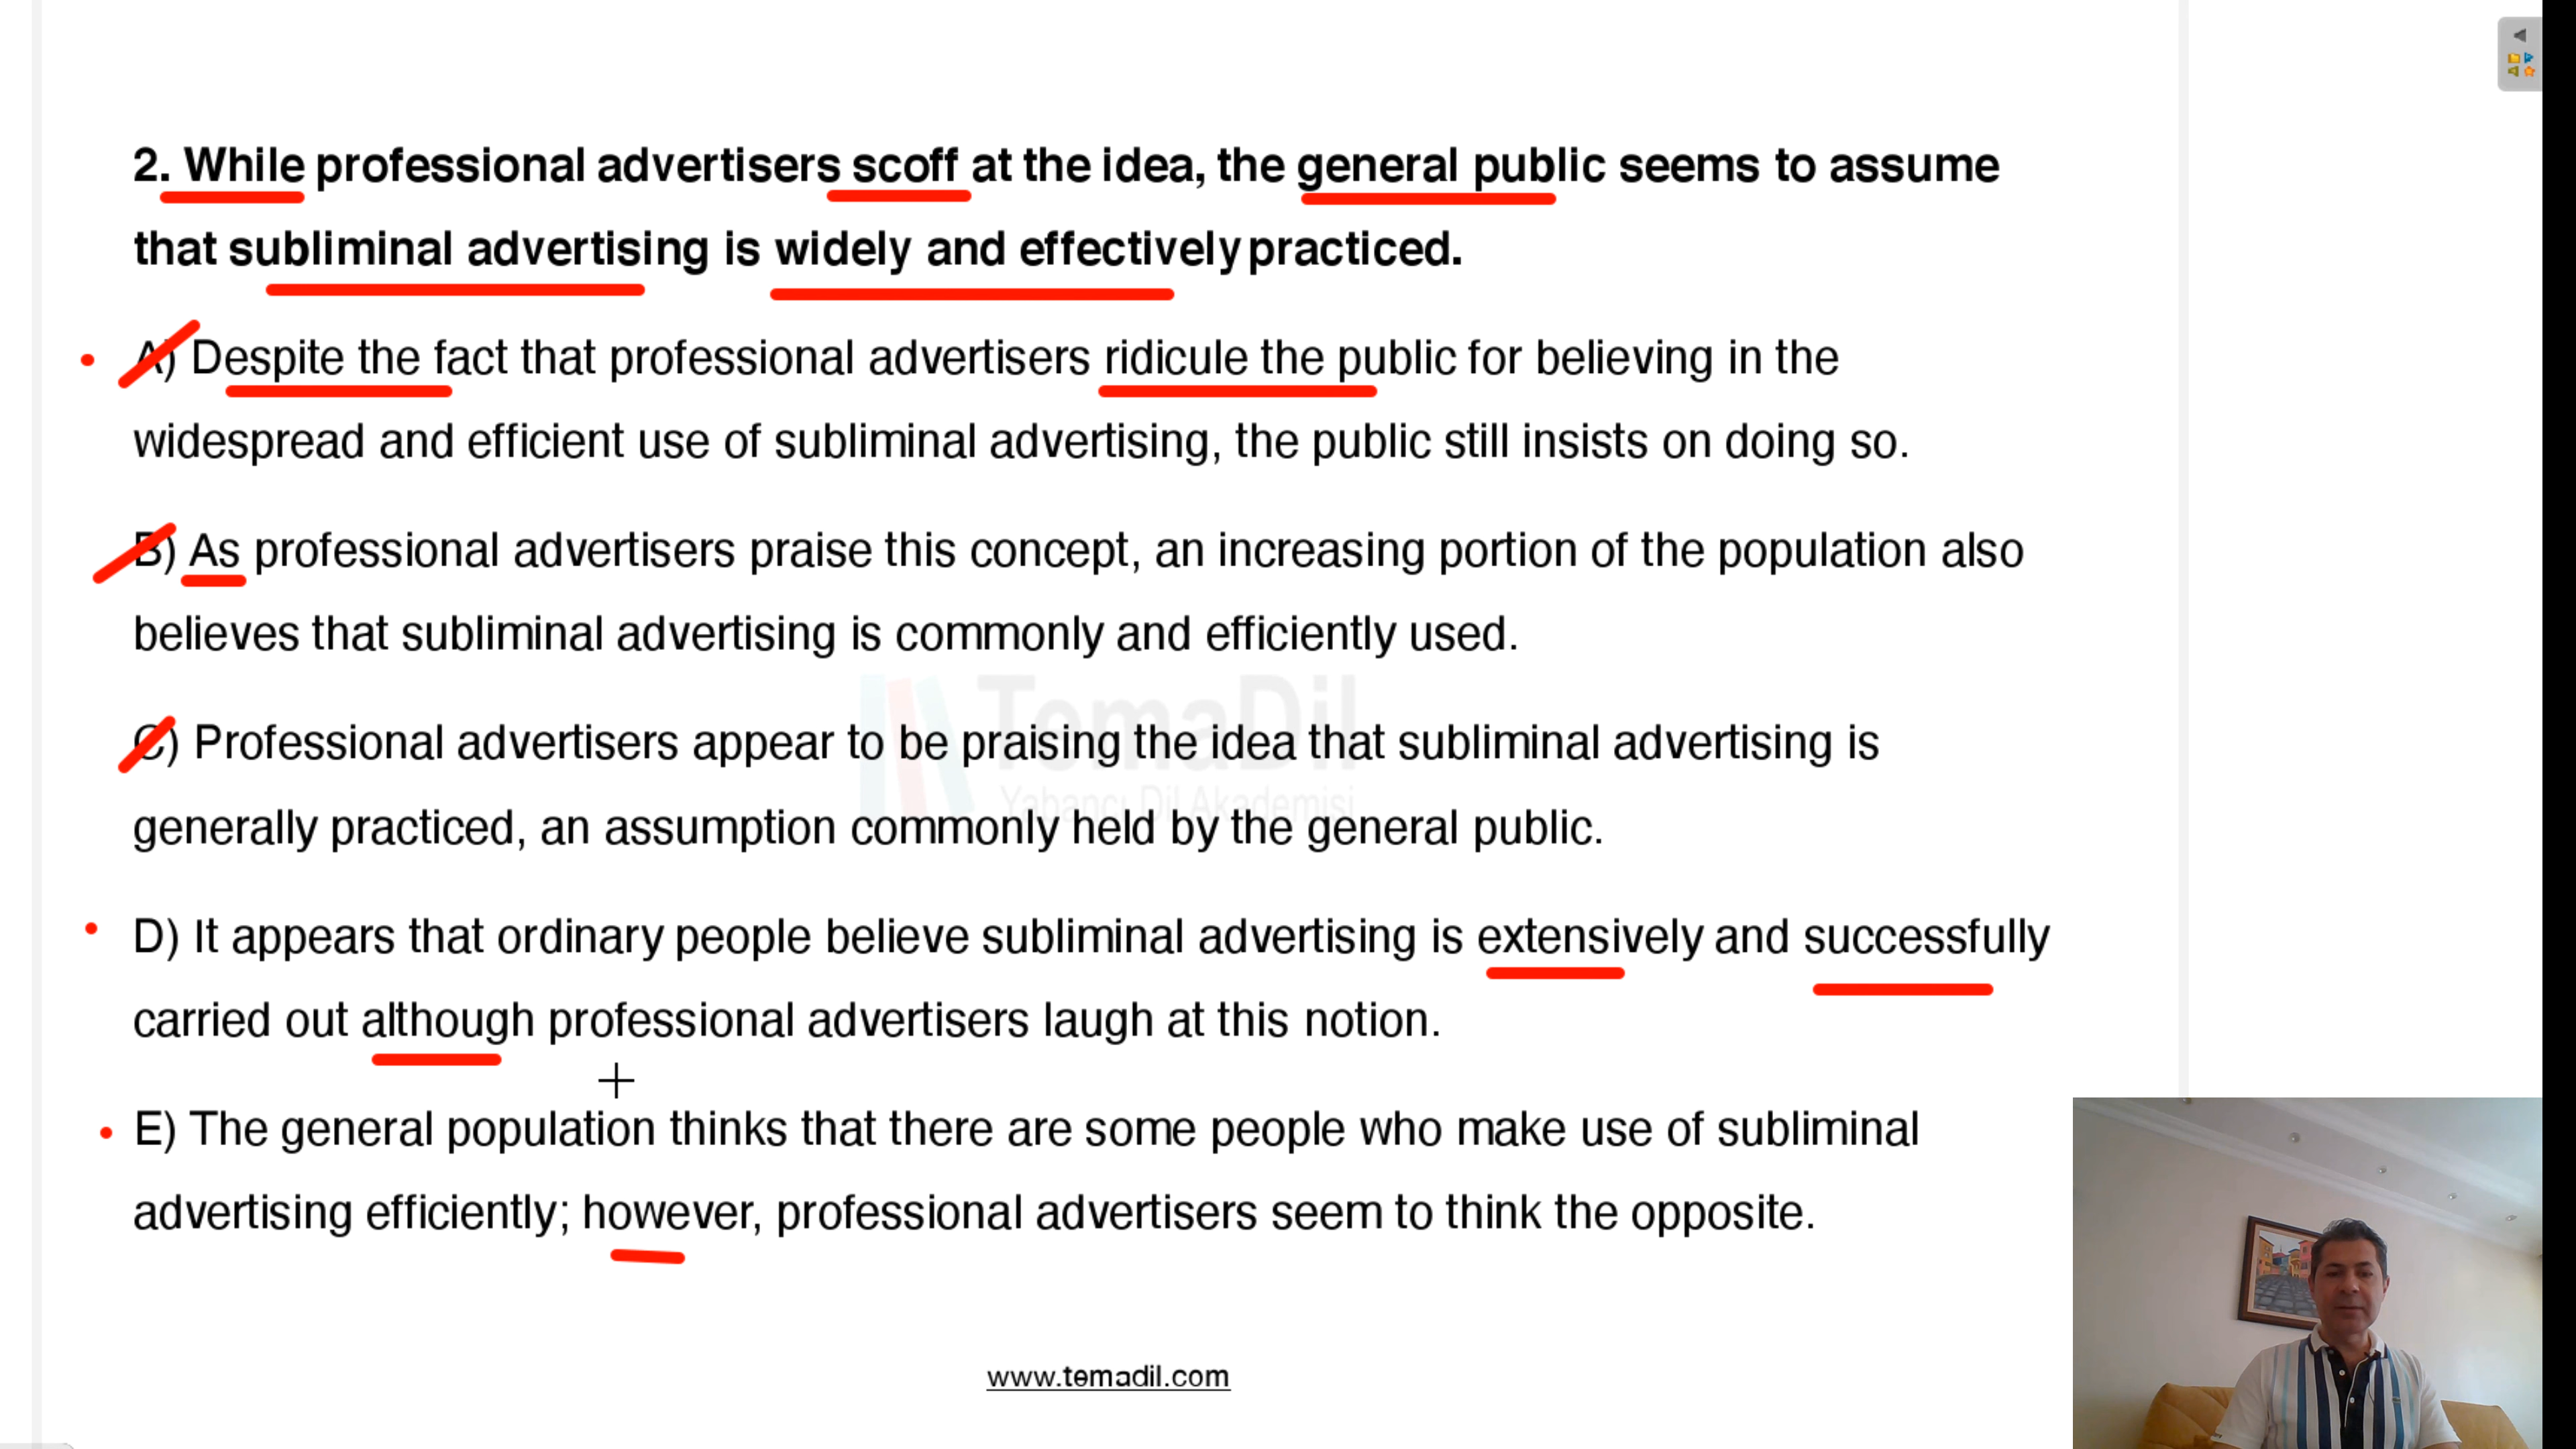 2. While professional advertisers scoff at the idea, the general public seems to assume
that subliminal advertising is widely and effectively practiced.
A) Despite the fact that professional advertisers ridicule the public for believing in the
widespread and efficient use of subliminal advertising, the public still insists on doing so.
B) As professional advertisers praise this concept, an increasing portion of the population also
believes that subliminal advertising is commonly and efficiently used.
TemaDil
Yabancı Dil Akademisi
C) Professional advertisers appear to be praising the idea that subliminal advertising is
generally practiced, an assumption commonly held by the general public.
D) It appears that ordinary people believe subliminal advertising is extensively and successfully
carried out although professional advertisers laugh at this notion.
E) The general population thinks that there are some people who make use of subliminal
advertising efficiently; however, professional advertisers seem to think the opposite.
www.temadil.com